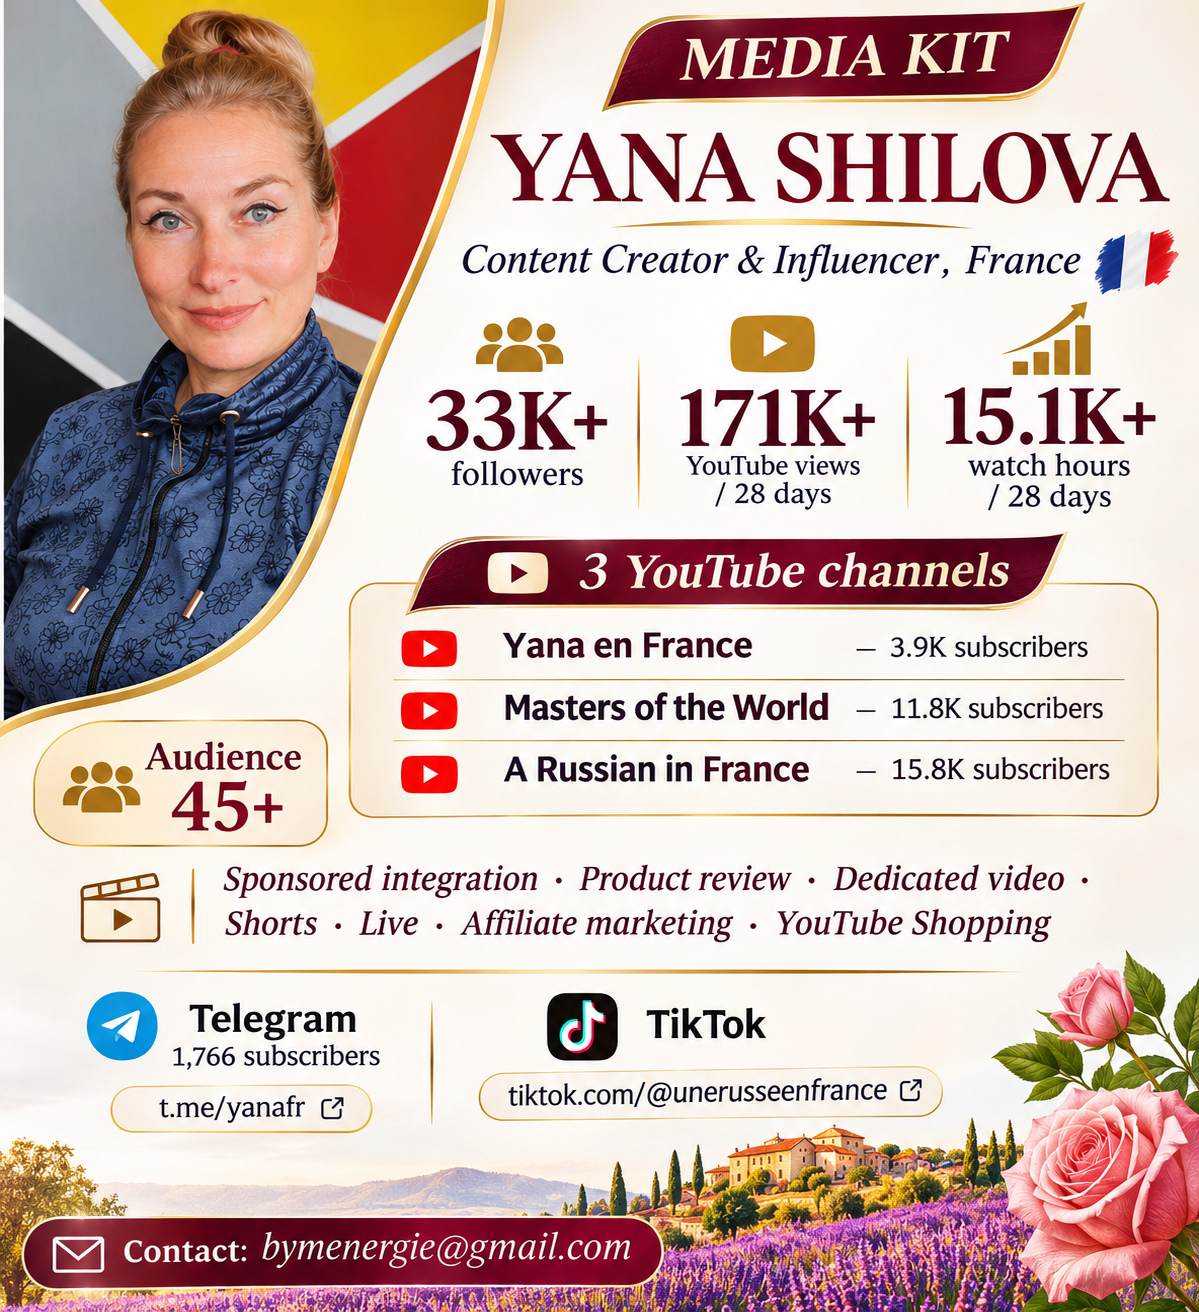 MEDIA KIT
YANA SHILOVA
Content Creator & Influencer, France
33K+
followers
171K+
YouTube views
/ 28 days
15.1K+
watch hours
/ 28 days
3 YouTube channels
Yana en France — 3.9K subscribers
Masters of the World — 11.8K subscribers
A Russian in France — 15.8K subscribers
Audience
45+
Sponsored integration · Product review · Dedicated video ·
Shorts · Live · Affiliate marketing · YouTube Shopping
Telegram
1,766 subscribers
t.me/yanafr
TikTok
tiktok.com/@unerusseenfrance
Contact: bymenergie@gmail.com